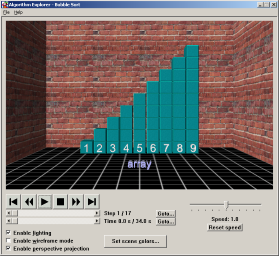 Algorithm Explorer - Bubble Sort
File Help
1 2 3 4 5 6 7 8 9
array
Step 1 / 17
Goto...
Time 0.0 s / 34.0 s
Goto...
Speed: 1.0
Reset speed
Enable lighting
Enable wireframe mode
Enable perspective projection
Set scene colors...